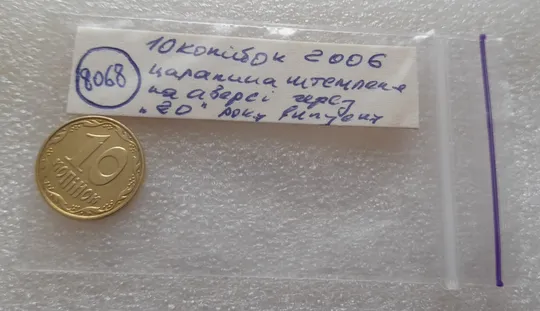 10 копійок 2006
8068
царапина штемпеля
на аверсі через
"20" року випуску
10
КОПІЙОК